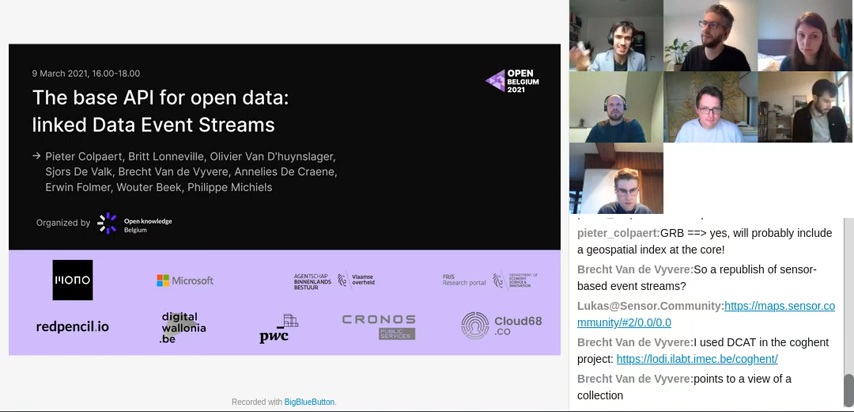 9 March 2021, 16.00-18.00
OPEN
BELGIUM
2021
The base API for open data:
linked Data Event Streams
→ Pieter Colpaert, Britt Lonneville, Olivier Van D'huynslager,
Sjors De Valk, Brecht Van de Vyvere, Annelies De Craene,
Erwin Folmer, Wouter Beek, Philippe Michiels
Organized by
Open knowledge
Belgium
MONO
Microsoft
AGENTSCHAP
BINNENLANDS
BESTUUR
Vlaamse
overheid
FRIS
Research portal
DEPARTMENT OF
ECONOMY
SCIENCE &
INNOVATION
redpencil.io
digital
wallonia
.be
pwc
CRONOS
PUBLIC
SERVICES
Cloud68
.CO
Recorded with BigBlueButton.
pieter_colpaert:GRB ==> yes, will probably include
a geospatial index at the core!
Brecht Van de Vyvere:So a republish of sensor-
based event streams?
Lukas@Sensor.Community:https://maps.sensor.co
mmunity/#2/0.0/0.0
Brecht Van de Vyvere:I used DCAT in the coghent
project: https://lodi.ilabt.imec.be/coghent/
Brecht Van de Vyvere:points to a view of a
collection